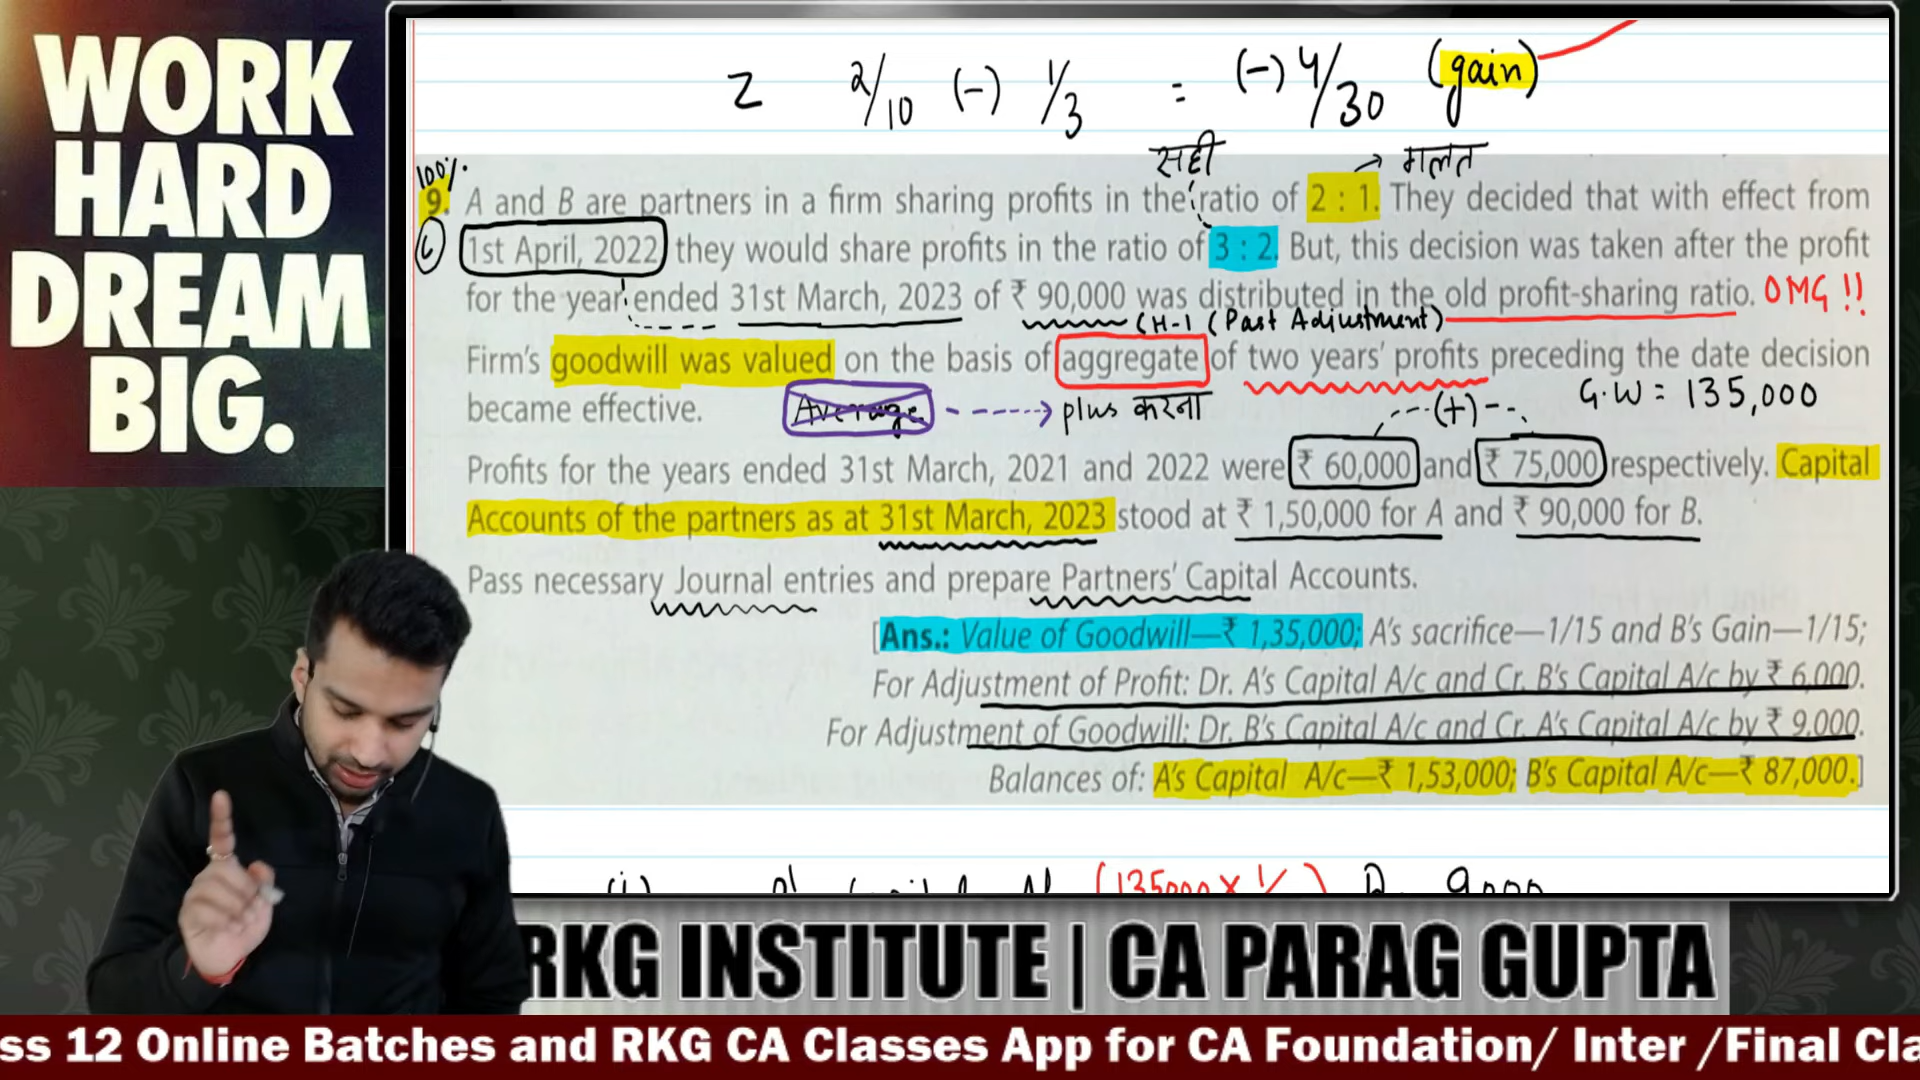 WORK
HARD
DREAM
BIG.
Z 2/10 (-) 1/3 = (-) 4/30 (gain)
सही → गलत
100%.
9. A and B are partners in a firm sharing profits in the ratio of 2 : 1. They decided that with effect from
1st April, 2022 they would share profits in the ratio of 3 : 2. But, this decision was taken after the profit
for the year ended 31st March, 2023 of ₹ 90,000 was distributed in the old profit-sharing ratio. OMG !!
CH-1 (Past Adjustment)
Firm's goodwill was valued on the basis of aggregate of two years' profits preceding the date decision
became effective. Average -----> plus करना ---(+)-- G.W = 135,000
Profits for the years ended 31st March, 2021 and 2022 were ₹ 60,000 and ₹ 75,000 respectively. Capital
Accounts of the partners as at 31st March, 2023 stood at ₹ 1,50,000 for A and ₹ 90,000 for B.
Pass necessary Journal entries and prepare Partners' Capital Accounts.
[Ans.: Value of Goodwill—₹ 1,35,000; A's sacrifice—1/15 and B's Gain—1/15;
For Adjustment of Profit: Dr. A's Capital A/c and Cr. B's Capital A/c by ₹ 6,000.
For Adjustment of Goodwill: Dr. B's Capital A/c and Cr. A's Capital A/c by ₹ 9,000.
Balances of: A's Capital A/c—₹ 1,53,000; B's Capital A/c—₹ 87,000.]
RKG INSTITUTE | CA PARAG GUPTA
ss 12 Online Batches and RKG CA Classes App for CA Foundation/ Inter /Final Cla